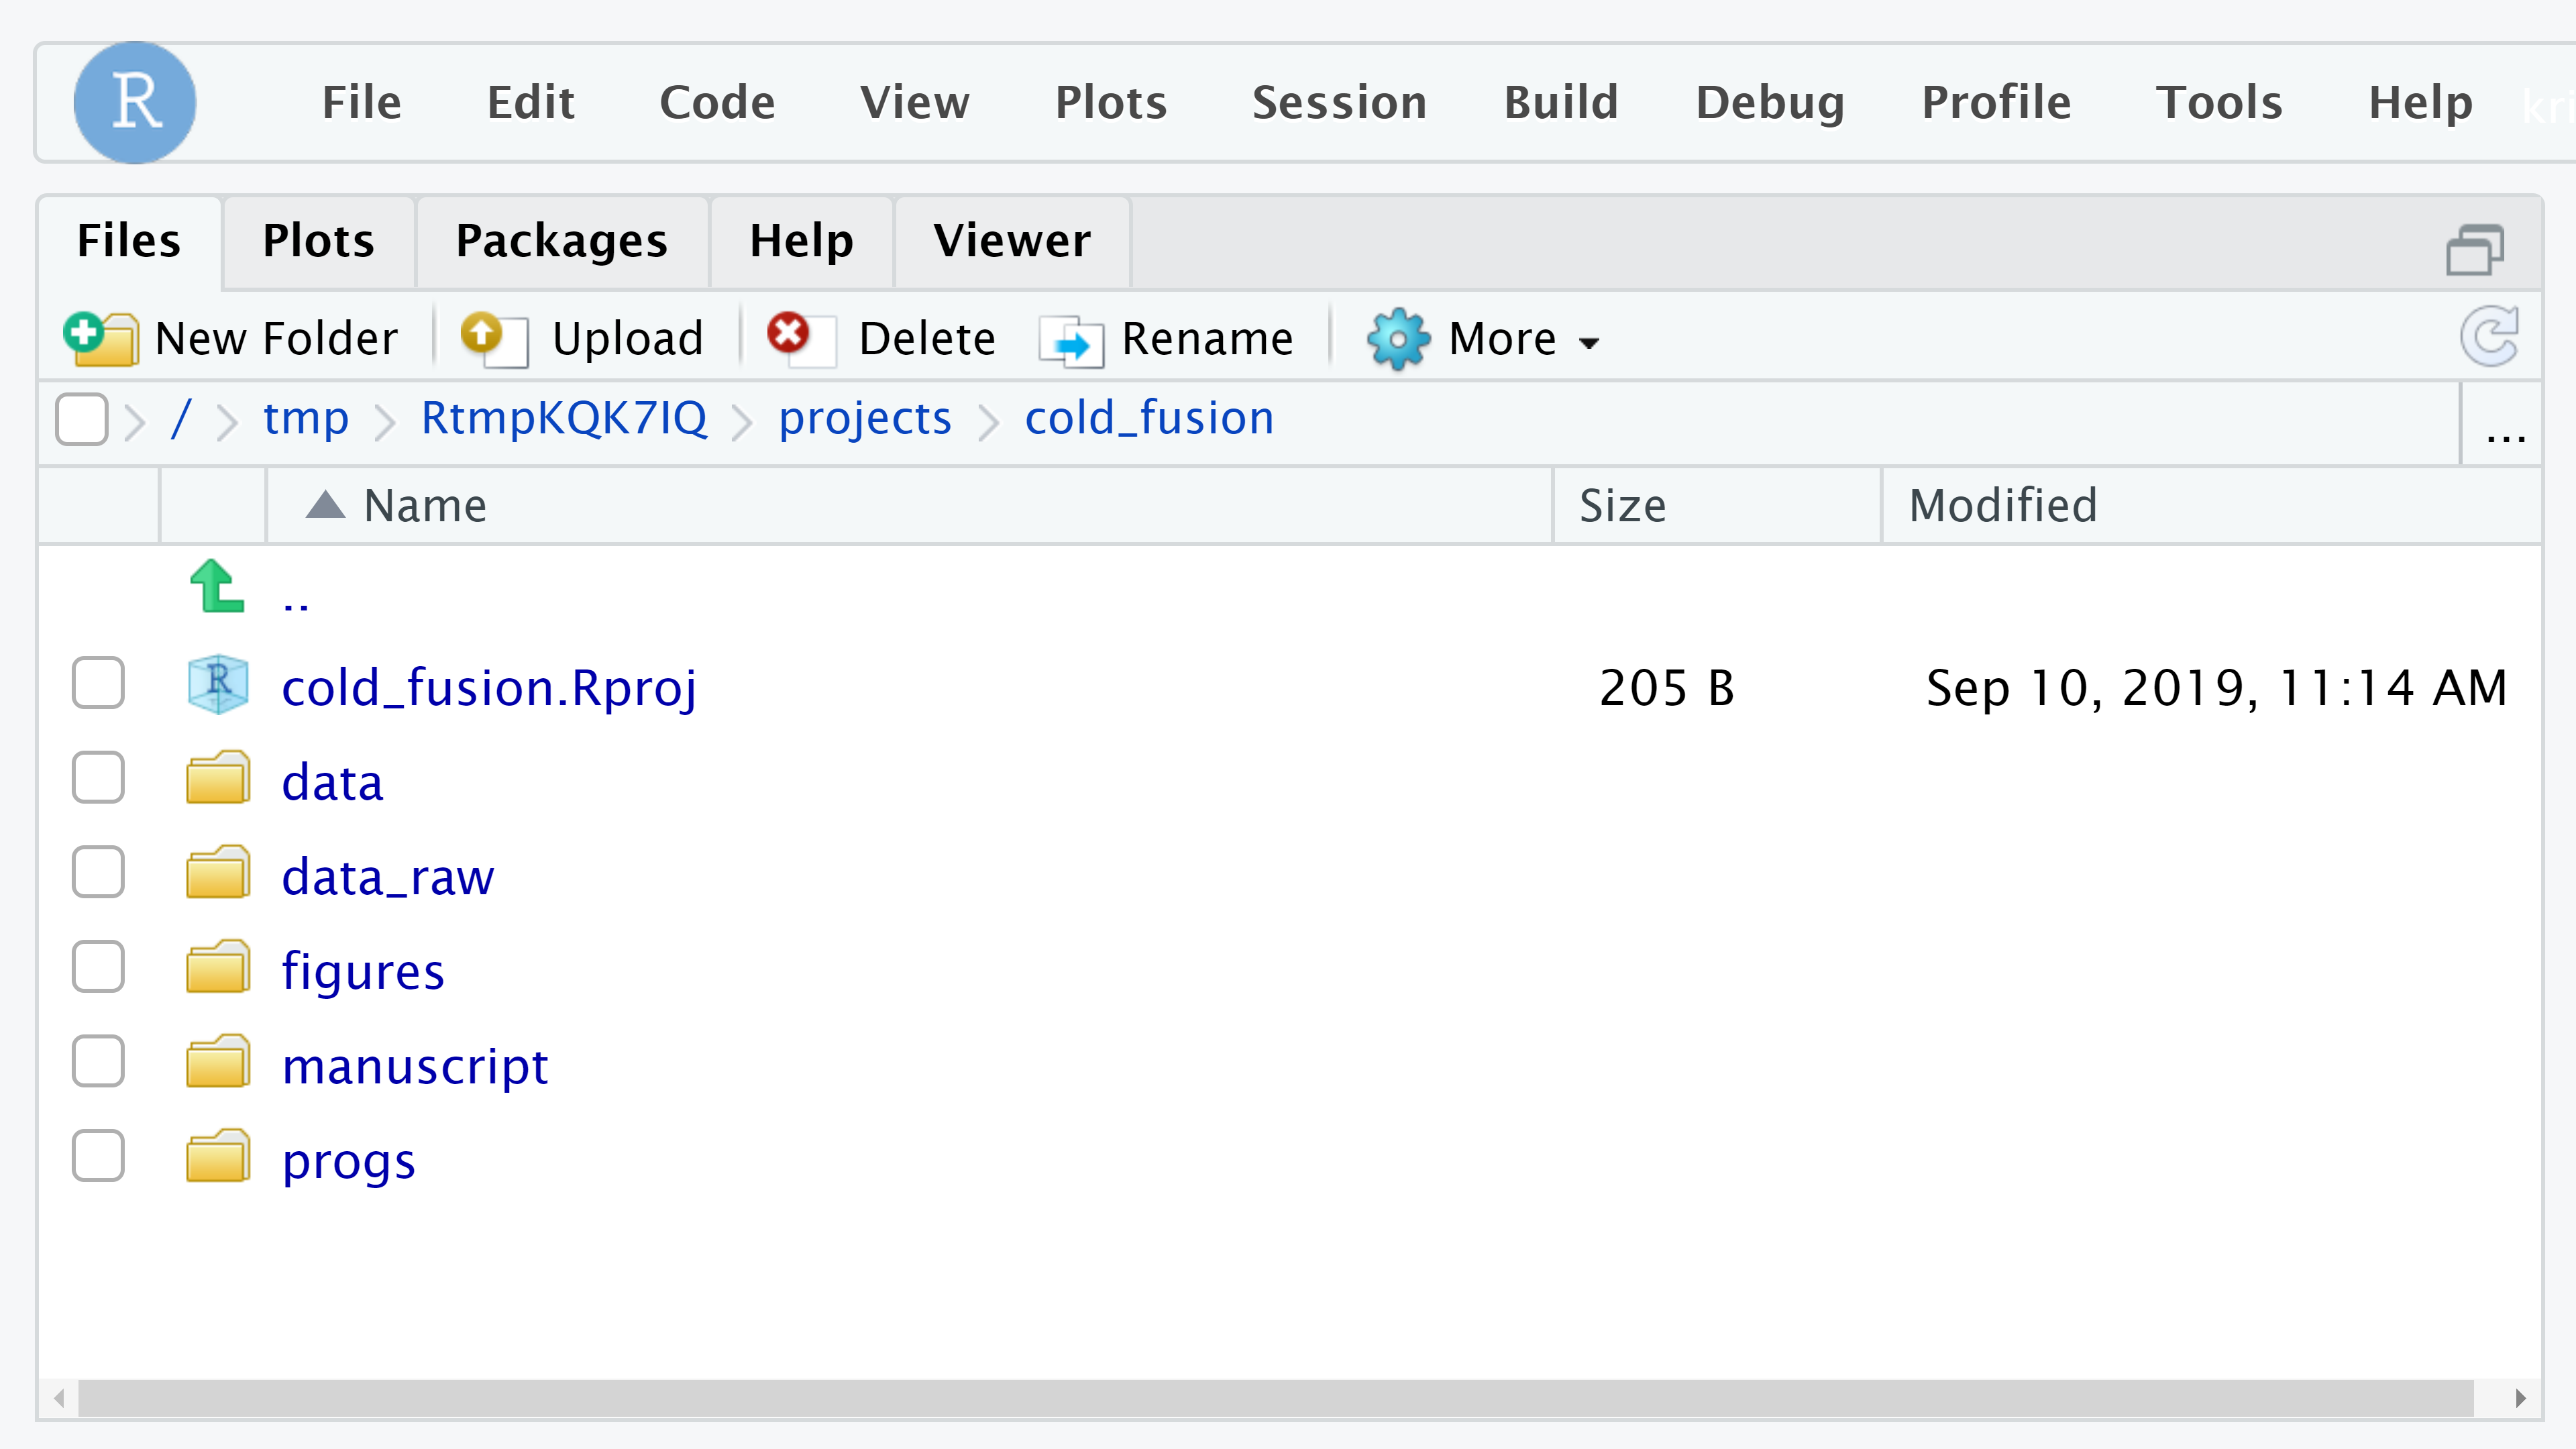 R File Edit Code View Plots Session Build Debug Profile Tools Help
Files Plots Packages Help Viewer
New Folder Upload Delete Rename More
/ tmp RtmpKQK7IQ projects cold_fusion ...
Name Size Modified
..
R cold_fusion.Rproj 205 B Sep 10, 2019, 11:14 AM
data
data_raw
figures
manuscript
progs